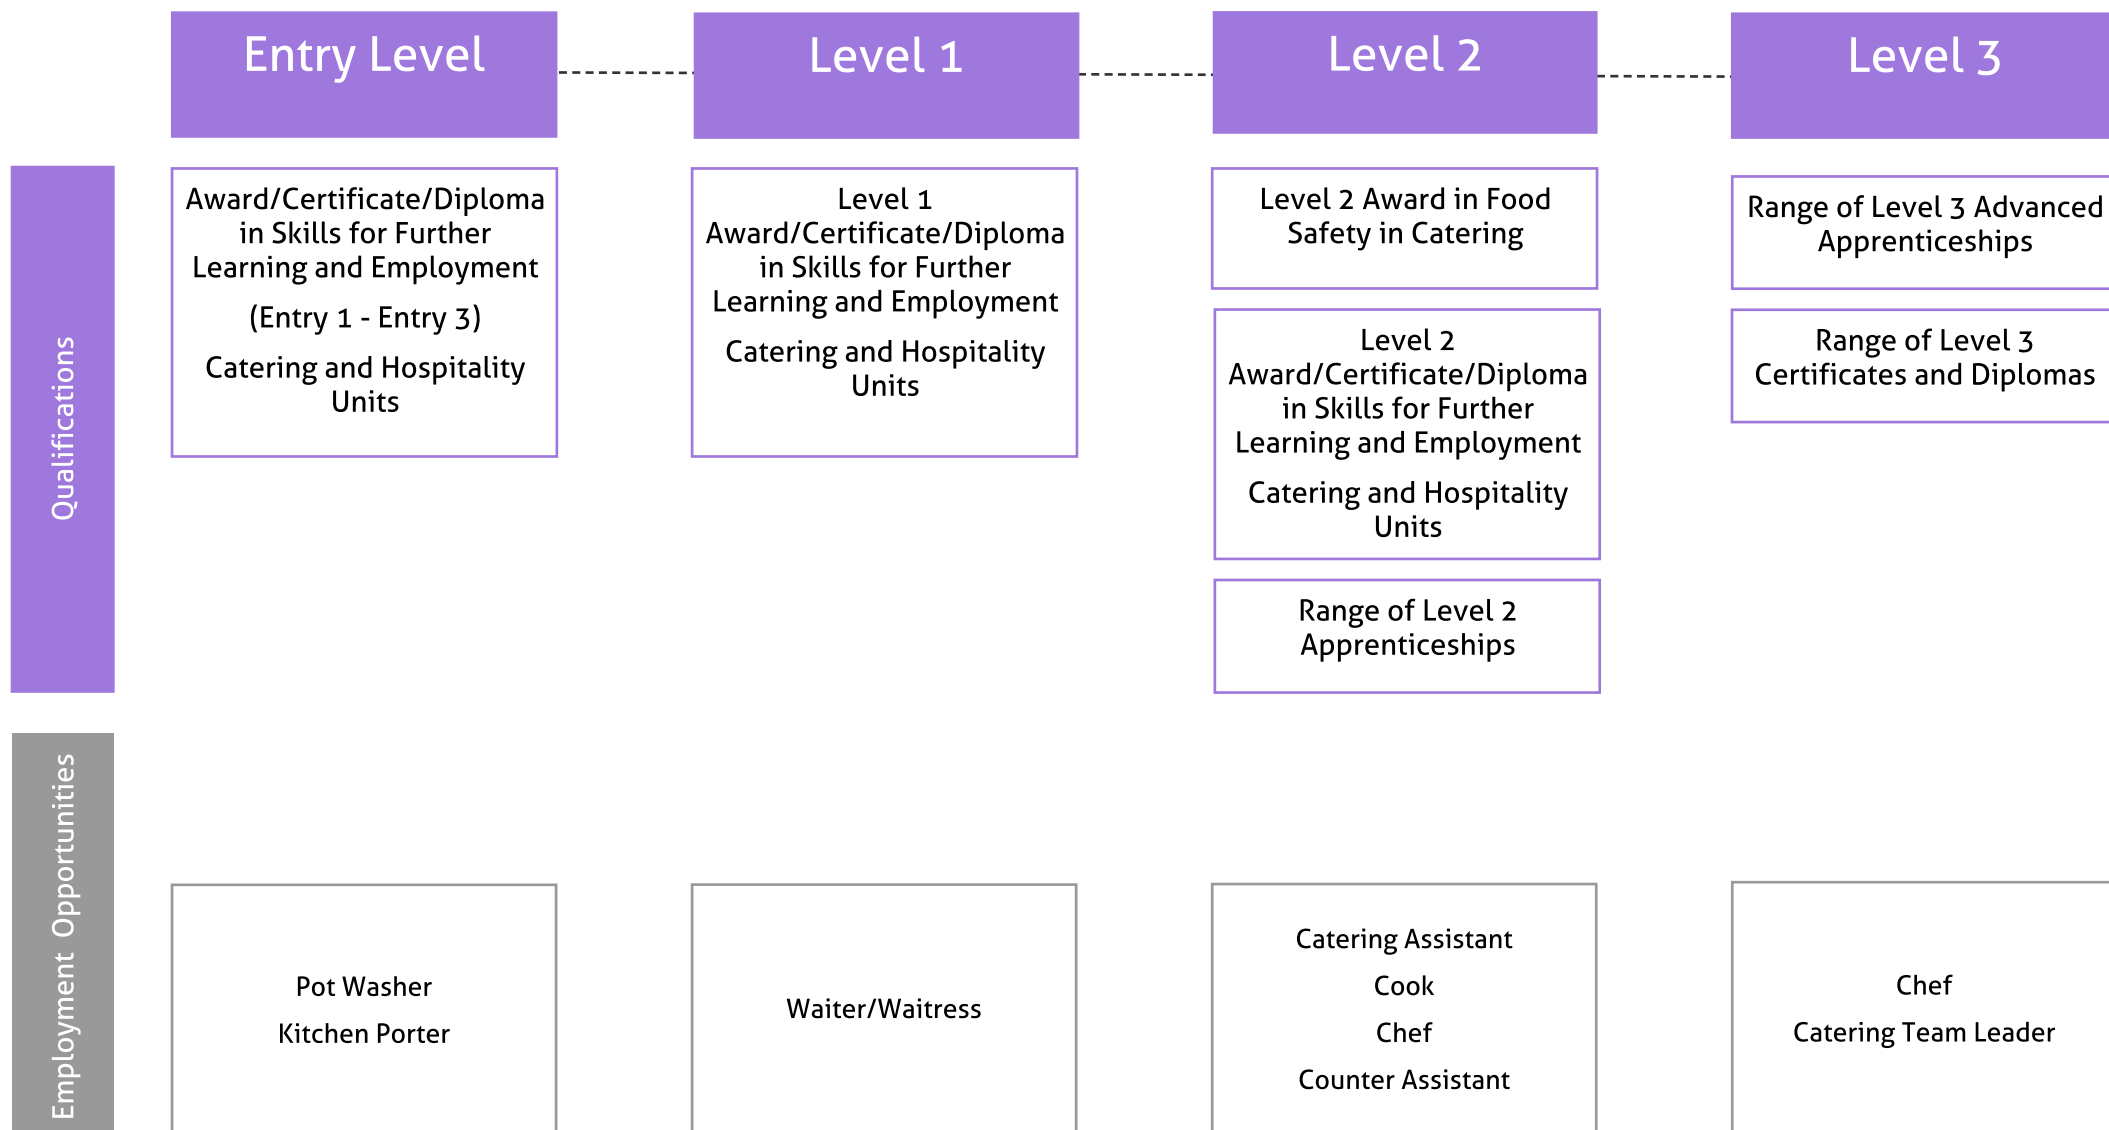 Entry Level
Level 1
Level 2
Level 3
Qualifications
Award/Certificate/Diploma
in Skills for Further
Learning and Employment
(Entry 1 - Entry 3)
Catering and Hospitality
Units
Level 1
Award/Certificate/Diploma
in Skills for Further
Learning and Employment
Catering and Hospitality
Units
Level 2 Award in Food
Safety in Catering
Level 2
Award/Certificate/Diploma
in Skills for Further
Learning and Employment
Catering and Hospitality
Units
Range of Level 2
Apprenticeships
Range of Level 3 Advanced
Apprenticeships
Range of Level 3
Certificates and Diplomas
Employment Opportunities
Pot Washer
Kitchen Porter
Waiter/Waitress
Catering Assistant
Cook
Chef
Counter Assistant
Chef
Catering Team Leader